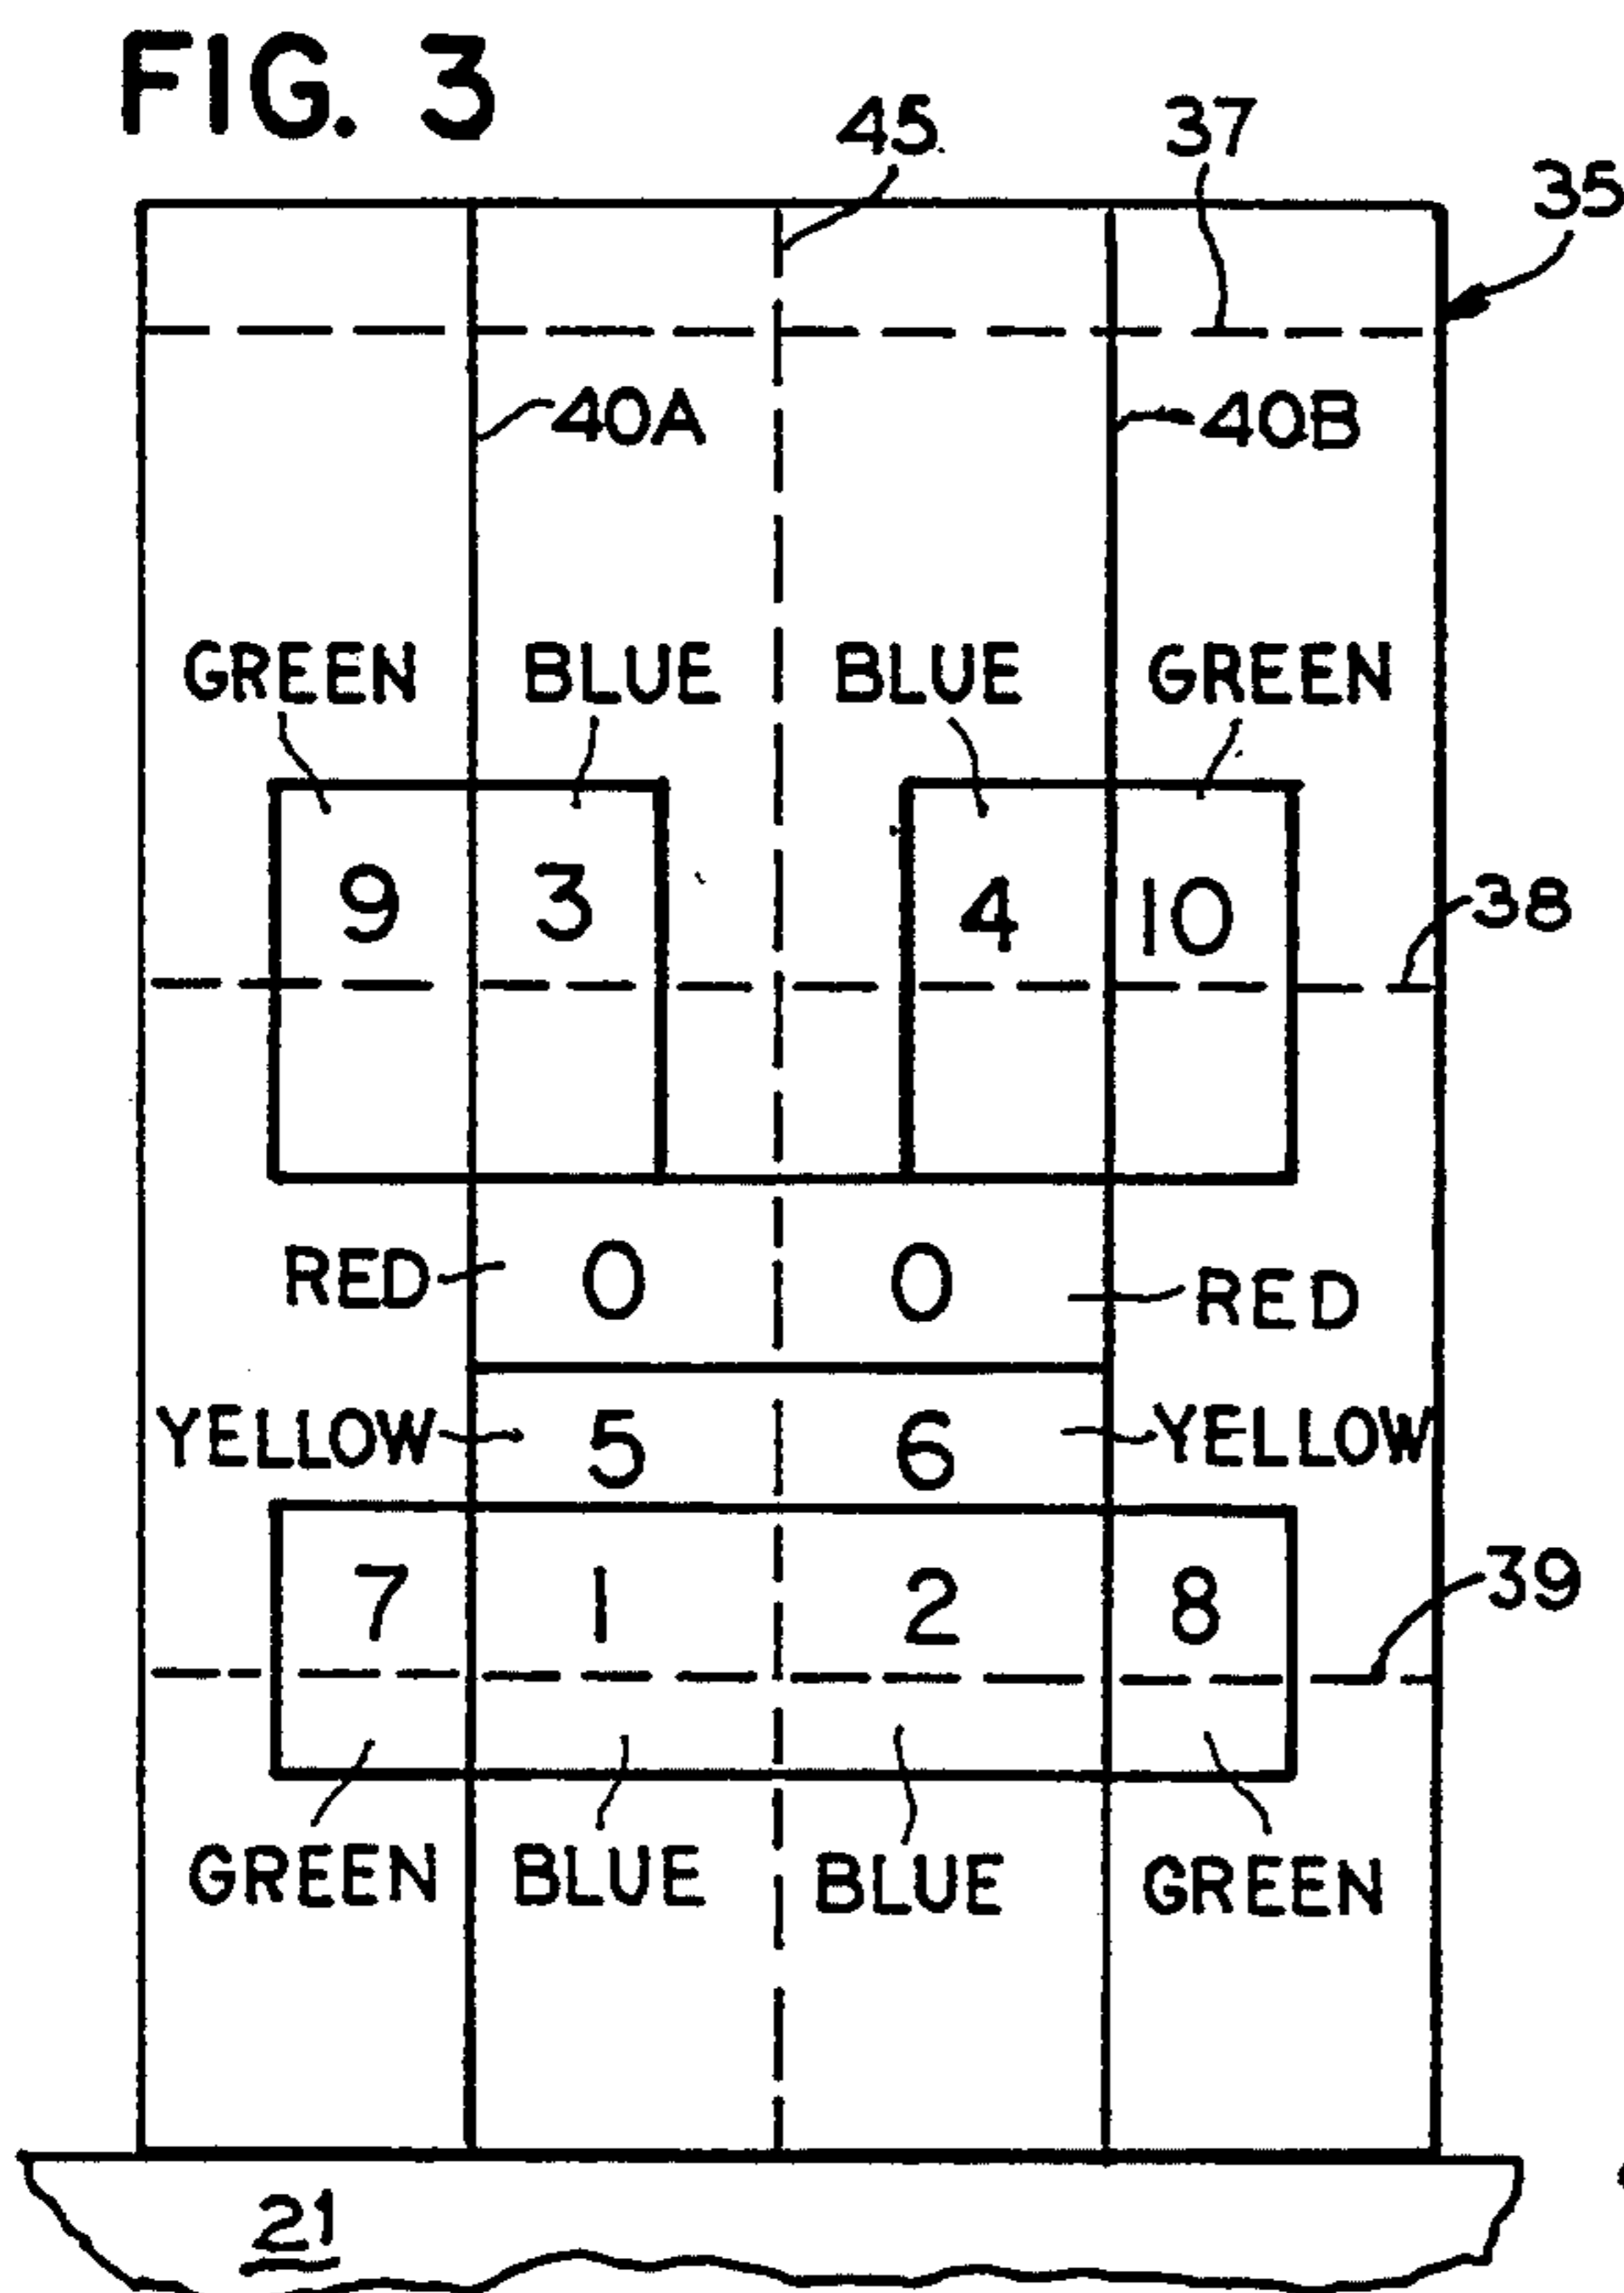 FIG. 3
45
37
35
40A
40B
GREEN BLUE BLUE GREEN
9 3 4 10
38
RED 0 0 RED
YELLOW 5 6 YELLOW
7 1 2 8
39
GREEN BLUE BLUE GREEN
21